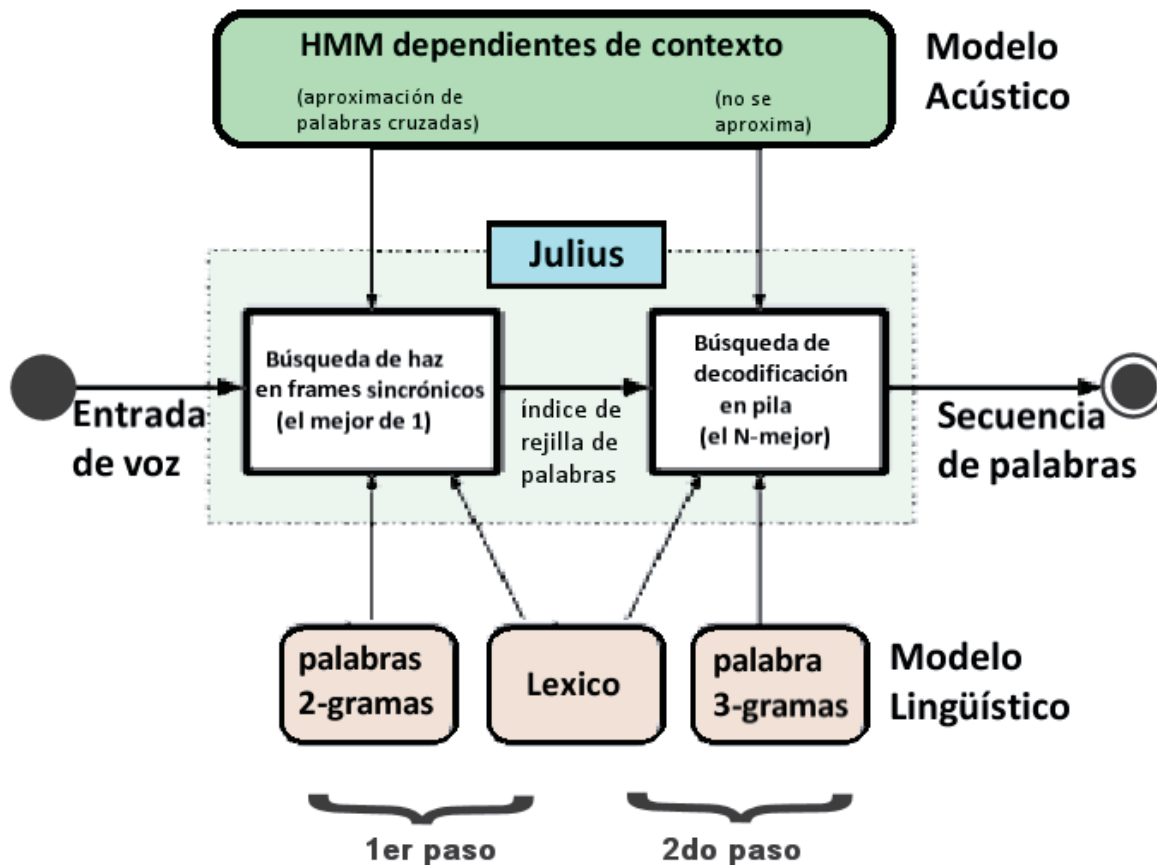 HMM dependientes de contexto
(aproximación de
palabras cruzadas)
(no se
aproxima)
Modelo
Acústico
Julius
Búsqueda de haz
en frames sincrónicos
(el mejor de 1)
Búsqueda de
decodificación
en pila
(el N-mejor)
Entrada
de voz
índice de
rejilla de
palabras
Secuencia
de palabras
palabras
2-gramas
Lexico
palabra
3-gramas
Modelo
Lingüístico
1er paso
2do paso